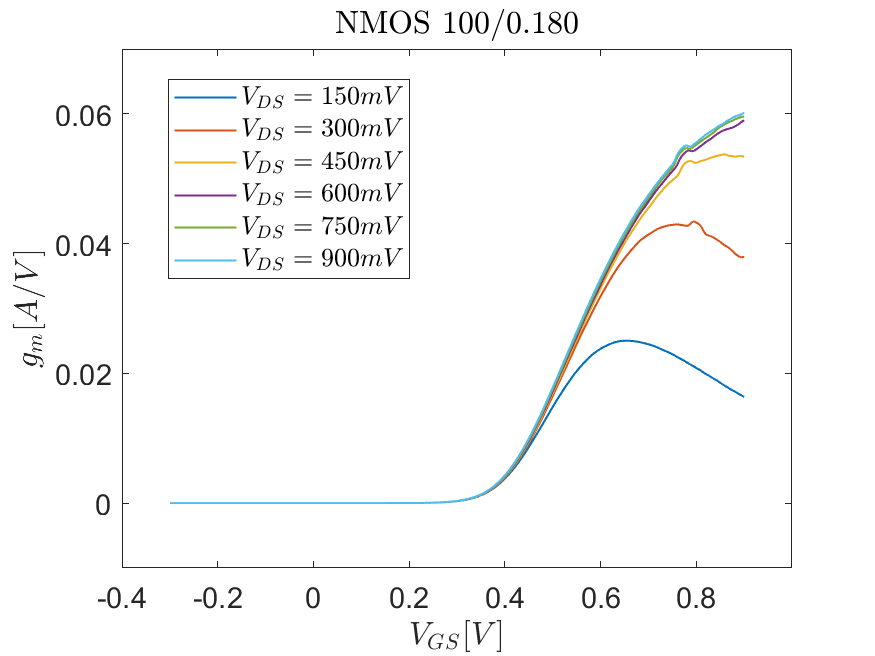 NMOS 100/0.180
V_DS = 150mV
V_DS = 300mV
V_DS = 450mV
V_DS = 600mV
V_DS = 750mV
V_DS = 900mV
0.06
0.04
0.02
0
g_m[A/V]
-0.4 -0.2 0 0.2 0.4 0.6 0.8
V_GS[V]